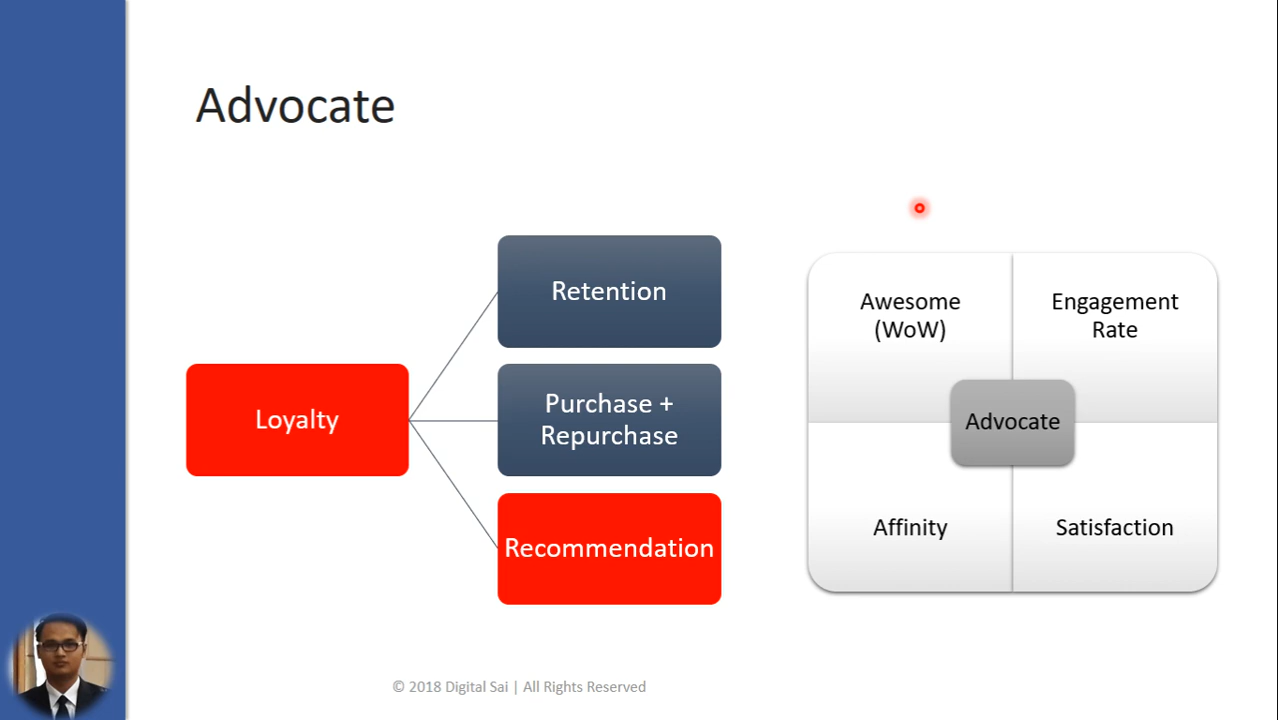 Advocate
Loyalty
Retention
Purchase +
Repurchase
Recommendation
Awesome
(WoW)
Engagement
Rate
Advocate
Affinity
Satisfaction
© 2018 Digital Sai | All Rights Reserved